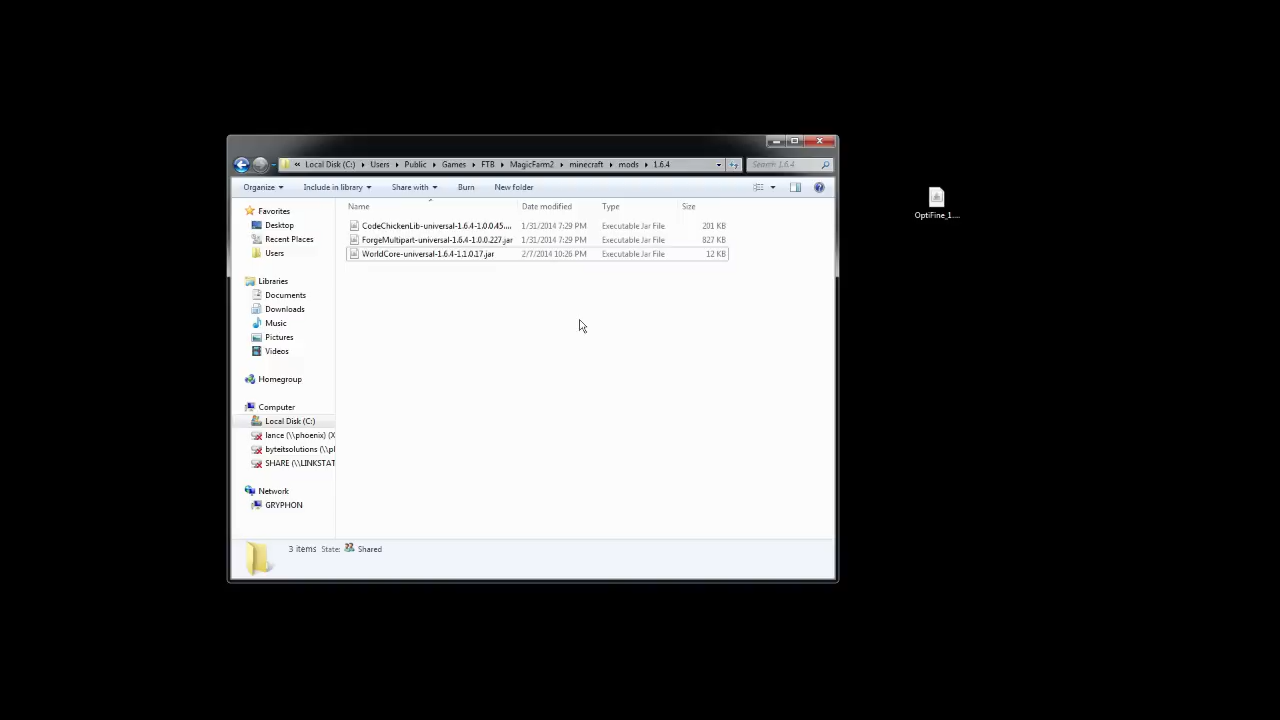 « Local Disk (C:) ▸ Users ▸ Public ▸ Games ▸ FTB ▸ MagicFarm2 ▸ minecraft ▸ mods ▸ 1.6.4
Search 1.6.4
Organize Include in library Share with Burn New folder
Name Date modified Type Size
CodeChickenLib-universal-1.6.4-1.0.0.45.... 1/31/2014 7:29 PM Executable Jar File 201 KB
ForgeMultipart-universal-1.6.4-1.0.0.227.jar 1/31/2014 7:29 PM Executable Jar File 827 KB
WorldCore-universal-1.6.4-1.1.0.17.jar 2/7/2014 10:26 PM Executable Jar File 12 KB
Favorites
Desktop
Recent Places
Users
Libraries
Documents
Downloads
Music
Pictures
Videos
Homegroup
Computer
Local Disk (C:)
lance (\\phoenix) (X
byteitsolutions (\\pl
SHARE (\\LINKSTAT
Network
GRYPHON
3 items State: Shared
OptiFine_1....